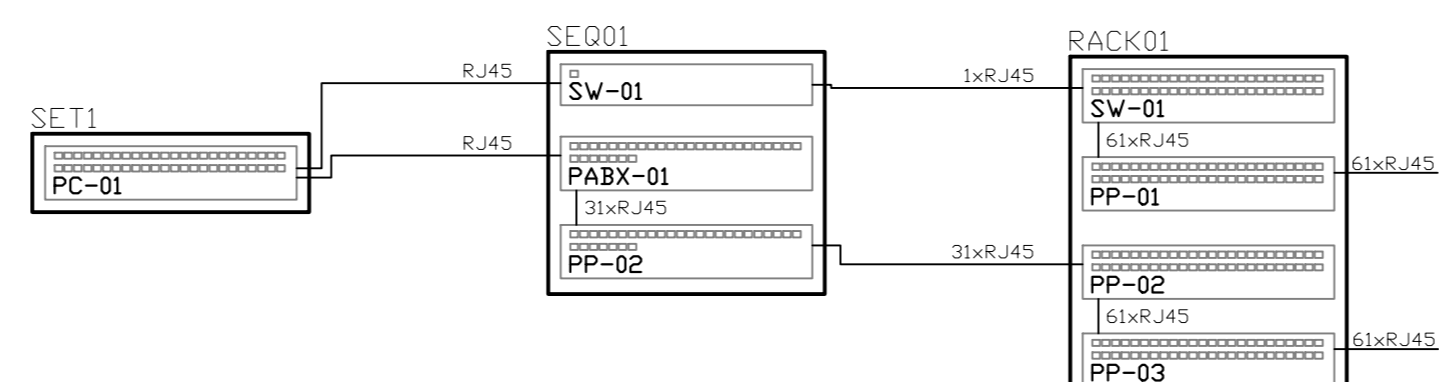 SEQ01
RACK01
RJ45
1xRJ45
SW-01
SW-01
SET1
RJ45
61xRJ45
61xRJ45
PC-01
PABX-01
PP-01
31xRJ45
31xRJ45
PP-02
PP-02
61xRJ45
61xRJ45
PP-03